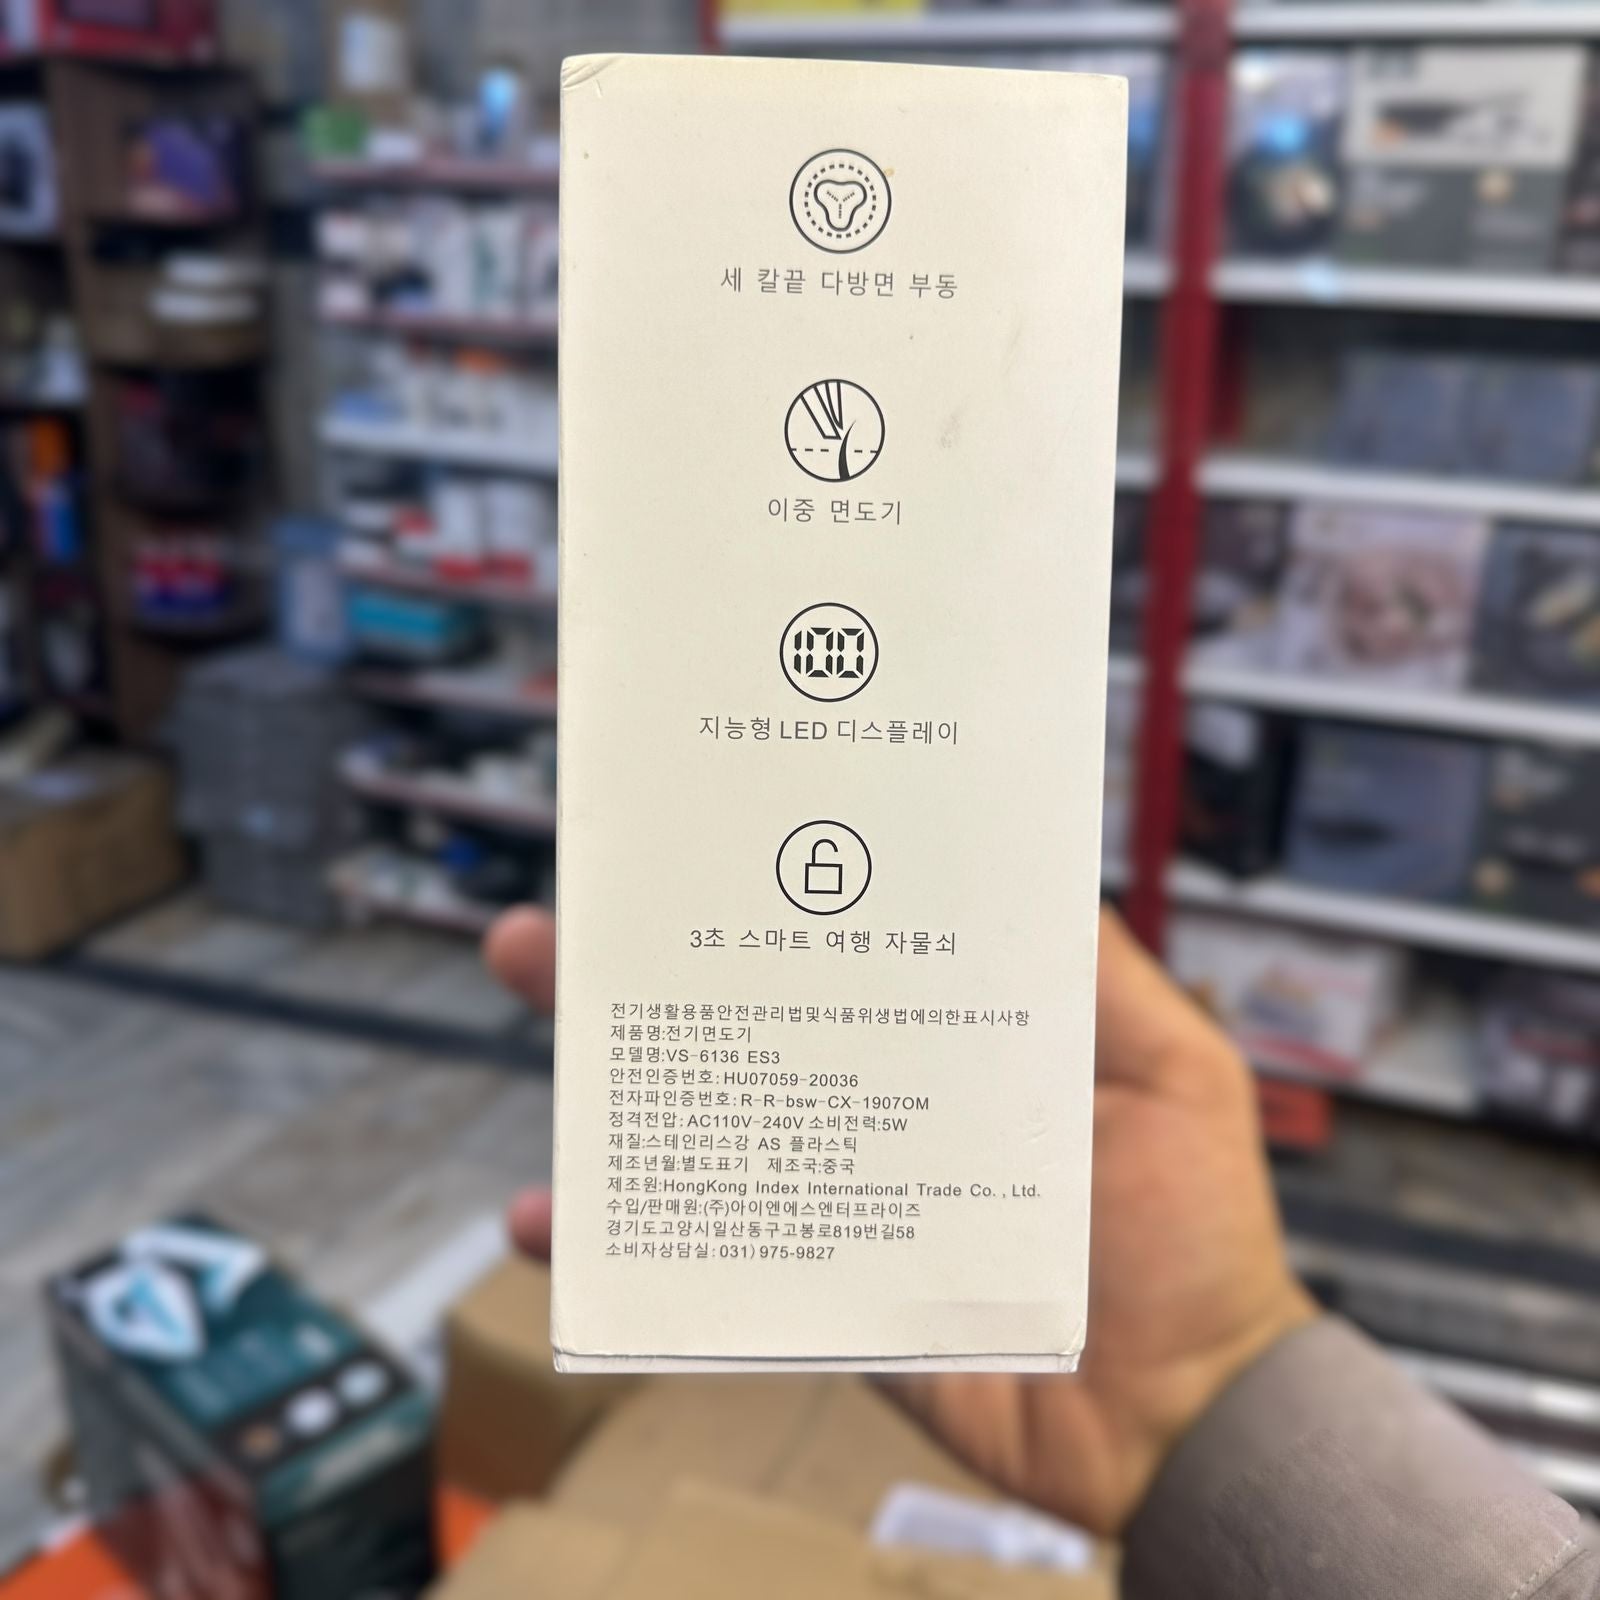 세 칼끝 다방면 부동
이중 면도기
100
지능형 LED 디스플레이
3초 스마트 여행 자물쇠
전기생활용품안전관리법및식품위생법에의한표시사항
제품명:전기면도기
모델명:VS-6136 ES3
안전인증번호:HU07059-20036
전자파인증번호:R-R-bsw-CX-1907OM
정격전압:AC110V-240V 소비전력:5W
재질:스테인리스강 AS 플라스틱
제조년월:별도표기 제조국:중국
제조원:HongKong Index International Trade Co. , Ltd.
수입/판매원:(주)아이엔에스엔터프라이즈
경기도고양시일산동구고봉로819번길58
소비자상담실:031) 975-9827